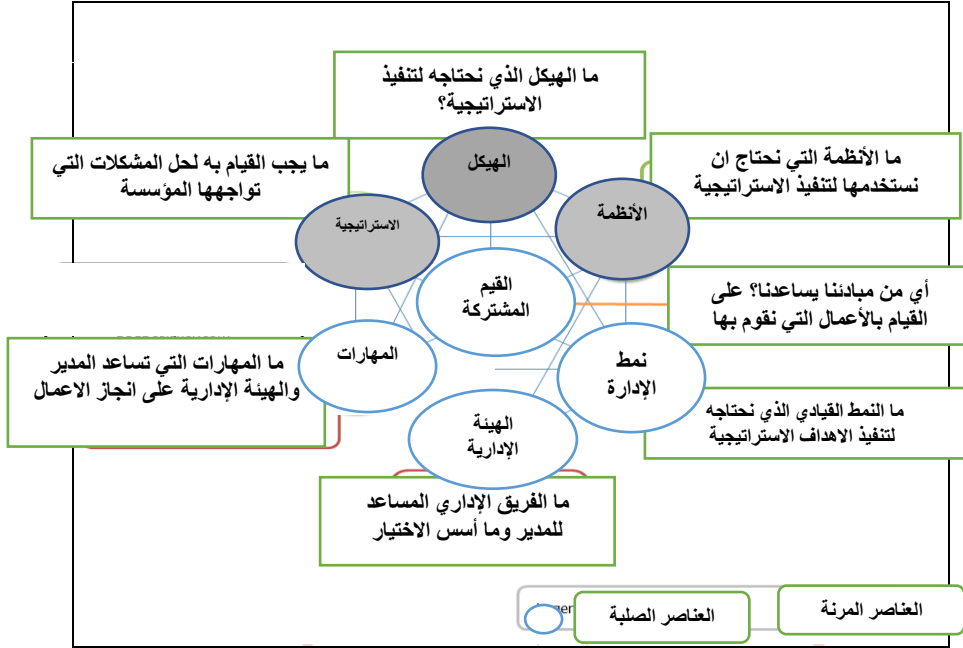 ما الهيكل الذي نحتاجه لتنفيذ
الاستراتيجية؟
ما الأنظمة التي نحتاج ان
نستخدمها لتنفيذ الاستراتيجية
ما يجب القيام به لحل المشكلات التي
تواجهها المؤسسة
الهيكل
الأنظمة
الاستراتيجية
القيم
المشتركة
أي من مبادئنا يساعدنا؟ على
القيام بالأعمال التي نقوم بها
نمط
الإدارة
المهارات
ما المهارات التي تساعد المدير
والهيئة الإدارية على انجاز الاعمال
ما النمط القيادي الذي نحتاجه
لتنفيذ الاهداف الاستراتيجية
الهيئة
الإدارية
ما الفريق الإداري المساعد
للمدير وما أسس الاختيار
العناصر المرنة
العناصر الصلبة